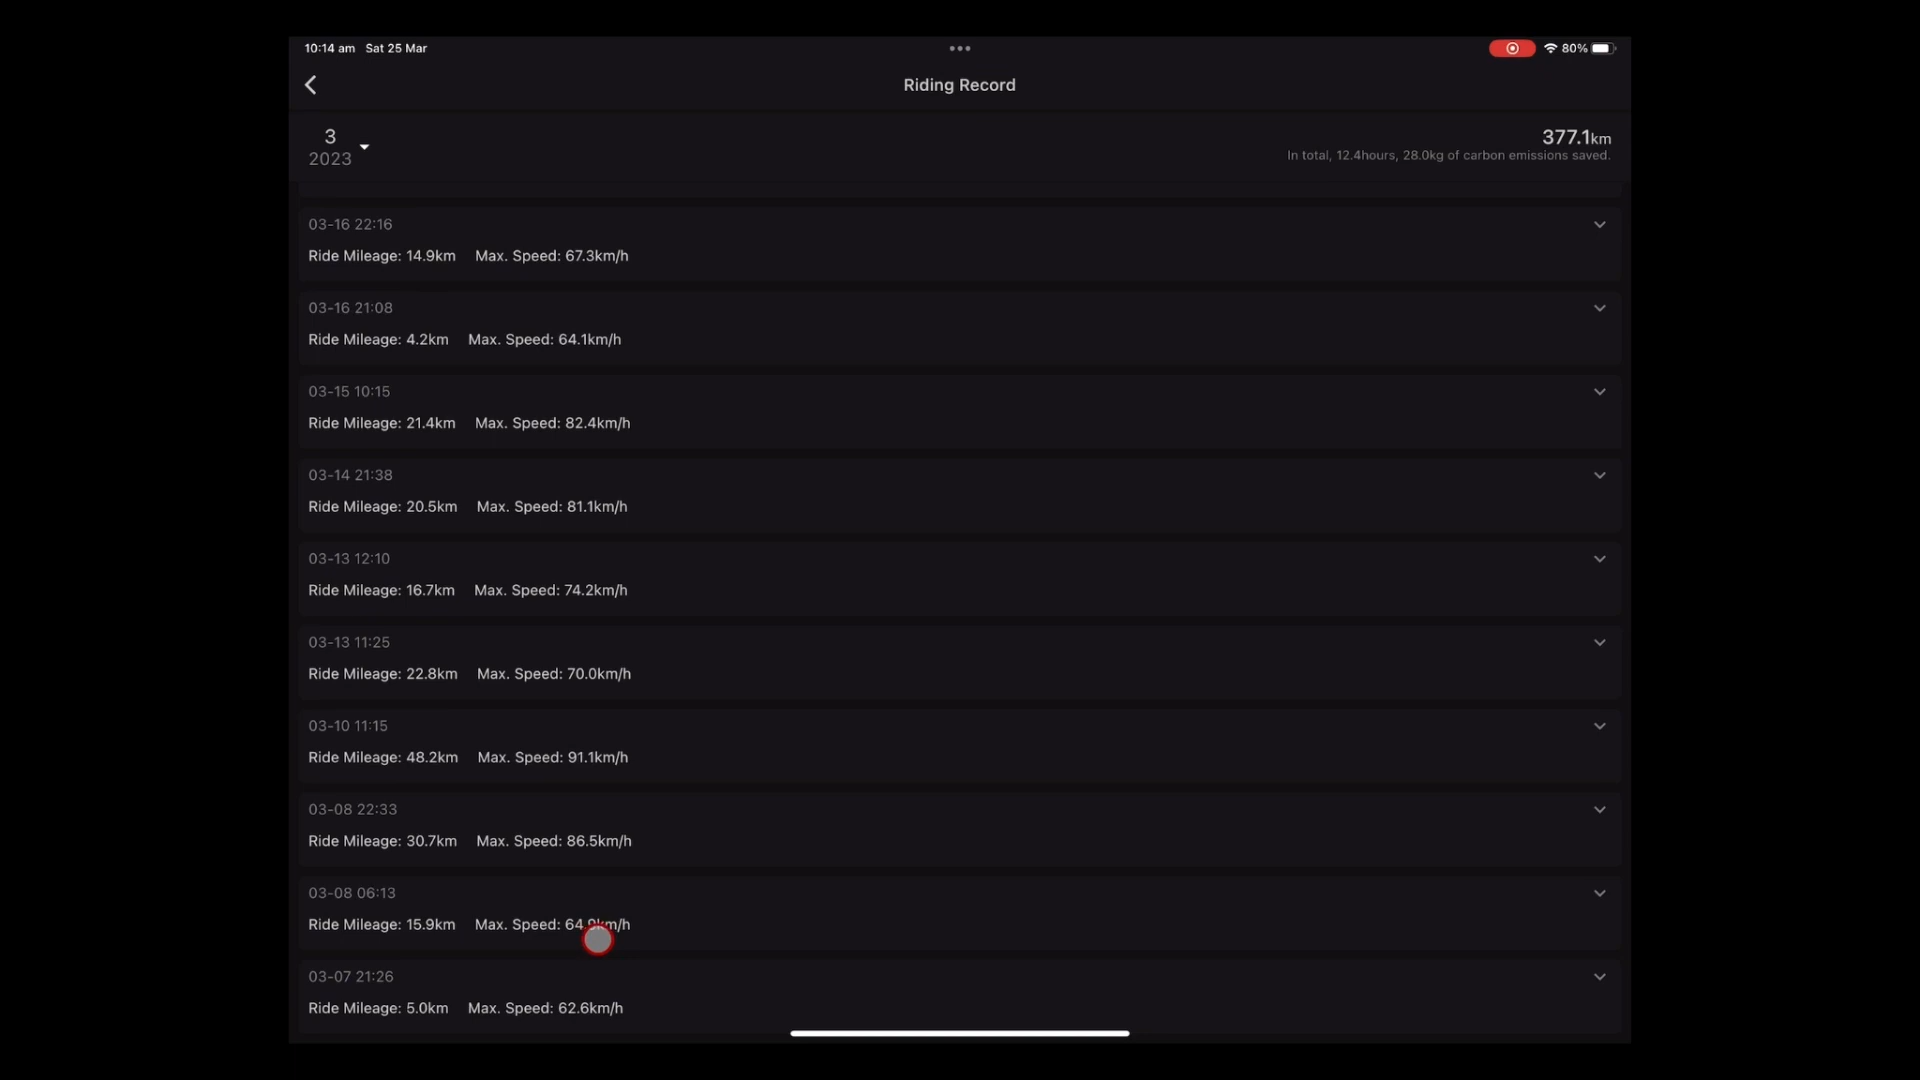 10:14 am Sat 25 Mar
80%
Riding Record
3
2023
377.1km
In total, 12.4hours, 28.0kg of carbon emissions saved.
03-16 22:16
Ride Mileage: 14.9km Max. Speed: 67.3km/h
03-16 21:08
Ride Mileage: 4.2km Max. Speed: 64.1km/h
03-15 10:15
Ride Mileage: 21.4km Max. Speed: 82.4km/h
03-14 21:38
Ride Mileage: 20.5km Max. Speed: 81.1km/h
03-13 12:10
Ride Mileage: 16.7km Max. Speed: 74.2km/h
03-13 11:25
Ride Mileage: 22.8km Max. Speed: 70.0km/h
03-10 11:15
Ride Mileage: 48.2km Max. Speed: 91.1km/h
03-08 22:33
Ride Mileage: 30.7km Max. Speed: 86.5km/h
03-08 06:13
Ride Mileage: 15.9km Max. Speed: 64.9km/h
03-07 21:26
Ride Mileage: 5.0km Max. Speed: 62.6km/h